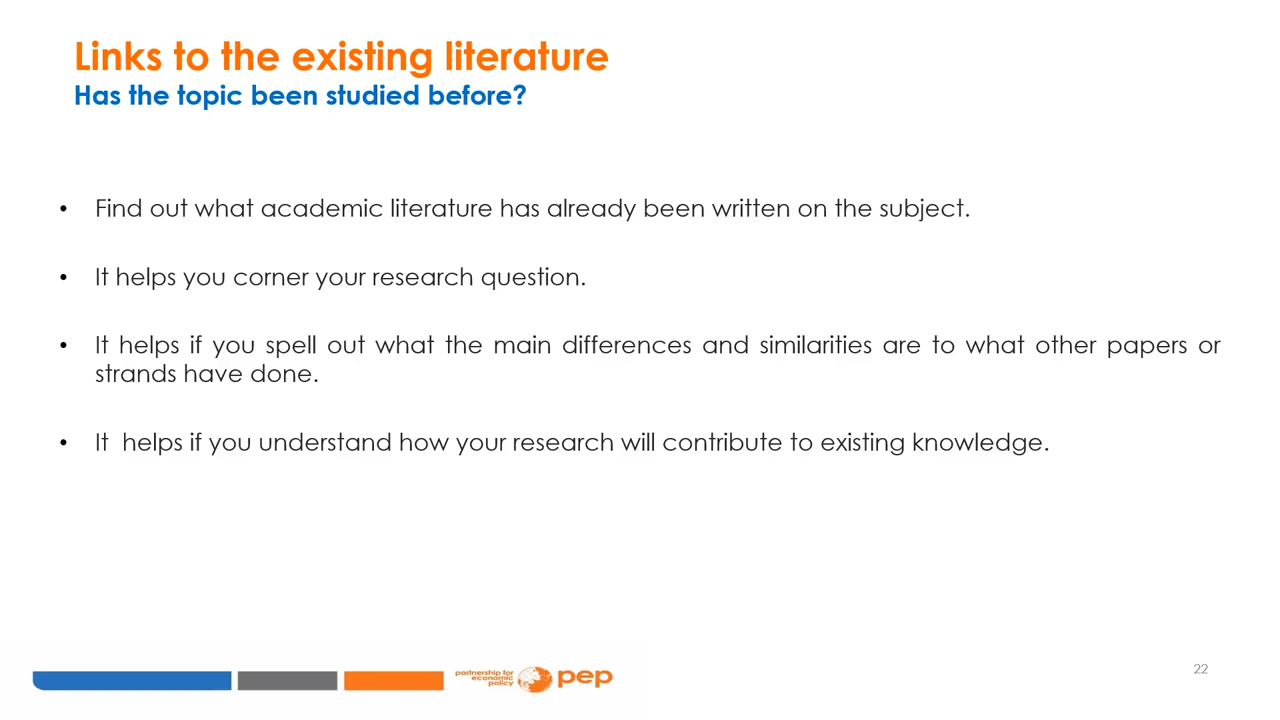 Links to the existing literature
Has the topic been studied before?
• Find out what academic literature has already been written on the subject.
• It helps you corner your research question.
• It helps if you spell out what the main differences and similarities are to what other papers or
strands have done.
• It  helps if you understand how your research will contribute to existing knowledge.
partnership for
economic
policy
pep
22